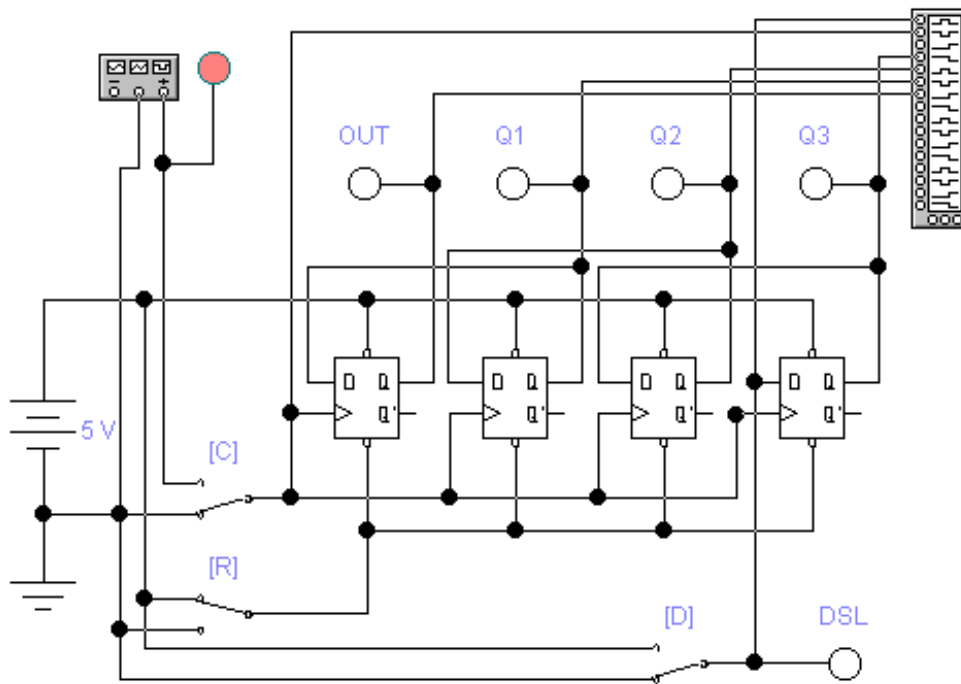 − +
OUT Q1 Q2 Q3
D Q D Q D Q D Q
Q' Q' Q' Q'
5 V
[C]
[R]
[D] DSL